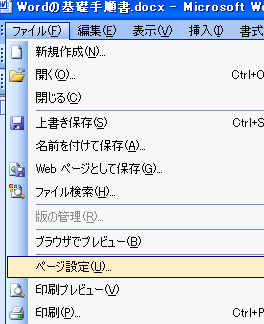 Wordの基礎手順書.docx - Microsoft We
ファイル(F) 編集(E) 表示(V) 挿入(I) 書式
新規作成(N)...
開く(O)... Ctrl+O
閉じる(C)
上書き保存(S) Ctrl+S
名前を付けて保存(A)...
Web ページとして保存(G)...
ファイル検索(H)...
版の管理(R)...
ブラウザでプレビュー(B)
ページ設定(U)...
印刷プレビュー(V)
印刷(P)... Ctrl+P